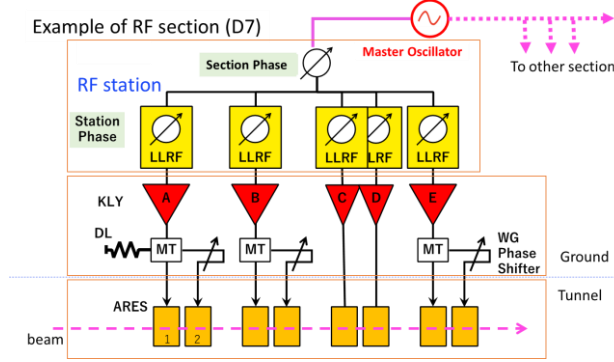 Example of RF section (D7)
Master Oscillator
Section Phase
To other section
RF station
Station
Phase
LLRF
LLRF
LLRF
LLRF
LLRF
KLY
A
B
C
D
E
DL
MT
MT
MT
WG
Phase
Shifter
Ground
Tunnel
ARES
beam
1
2